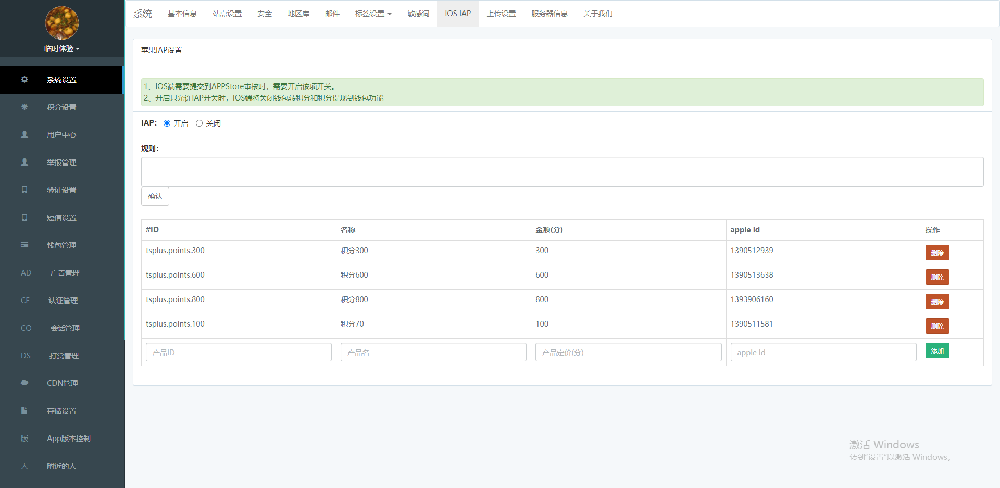 临时体验
系统设置
积分设置
用户中心
举报管理
验证设置
短信设置
钱包管理
AD 广告管理
CE 认证管理
CO 会话管理
DS 打赏管理
CDN管理
存储设置
版 App版本控制
人 附近的人
系统 基本信息 站点设置 安全 地区库 邮件 标签设置 敏感词 IOS IAP 上传设置 服务器信息 关于我们
苹果IAP设置
1、IOS端需要提交到APPStore审核时，需要开启该项开关。
2、开启只允许IAP开关时，IOS端将关闭钱包转积分和积分提现到钱包功能
IAP： 开启 关闭
规则：
确认
#ID 名称 金额(分) apple id 操作
tsplus.points.300 积分300 300 1390512939 删除
tsplus.points.600 积分600 600 1390513638 删除
tsplus.points.800 积分800 800 1393906160 删除
tsplus.points.100 积分70 100 1390511581 删除
产品ID 产品名 产品定价(分) apple id 添加
激活 Windows
转到"设置"以激活 Windows。